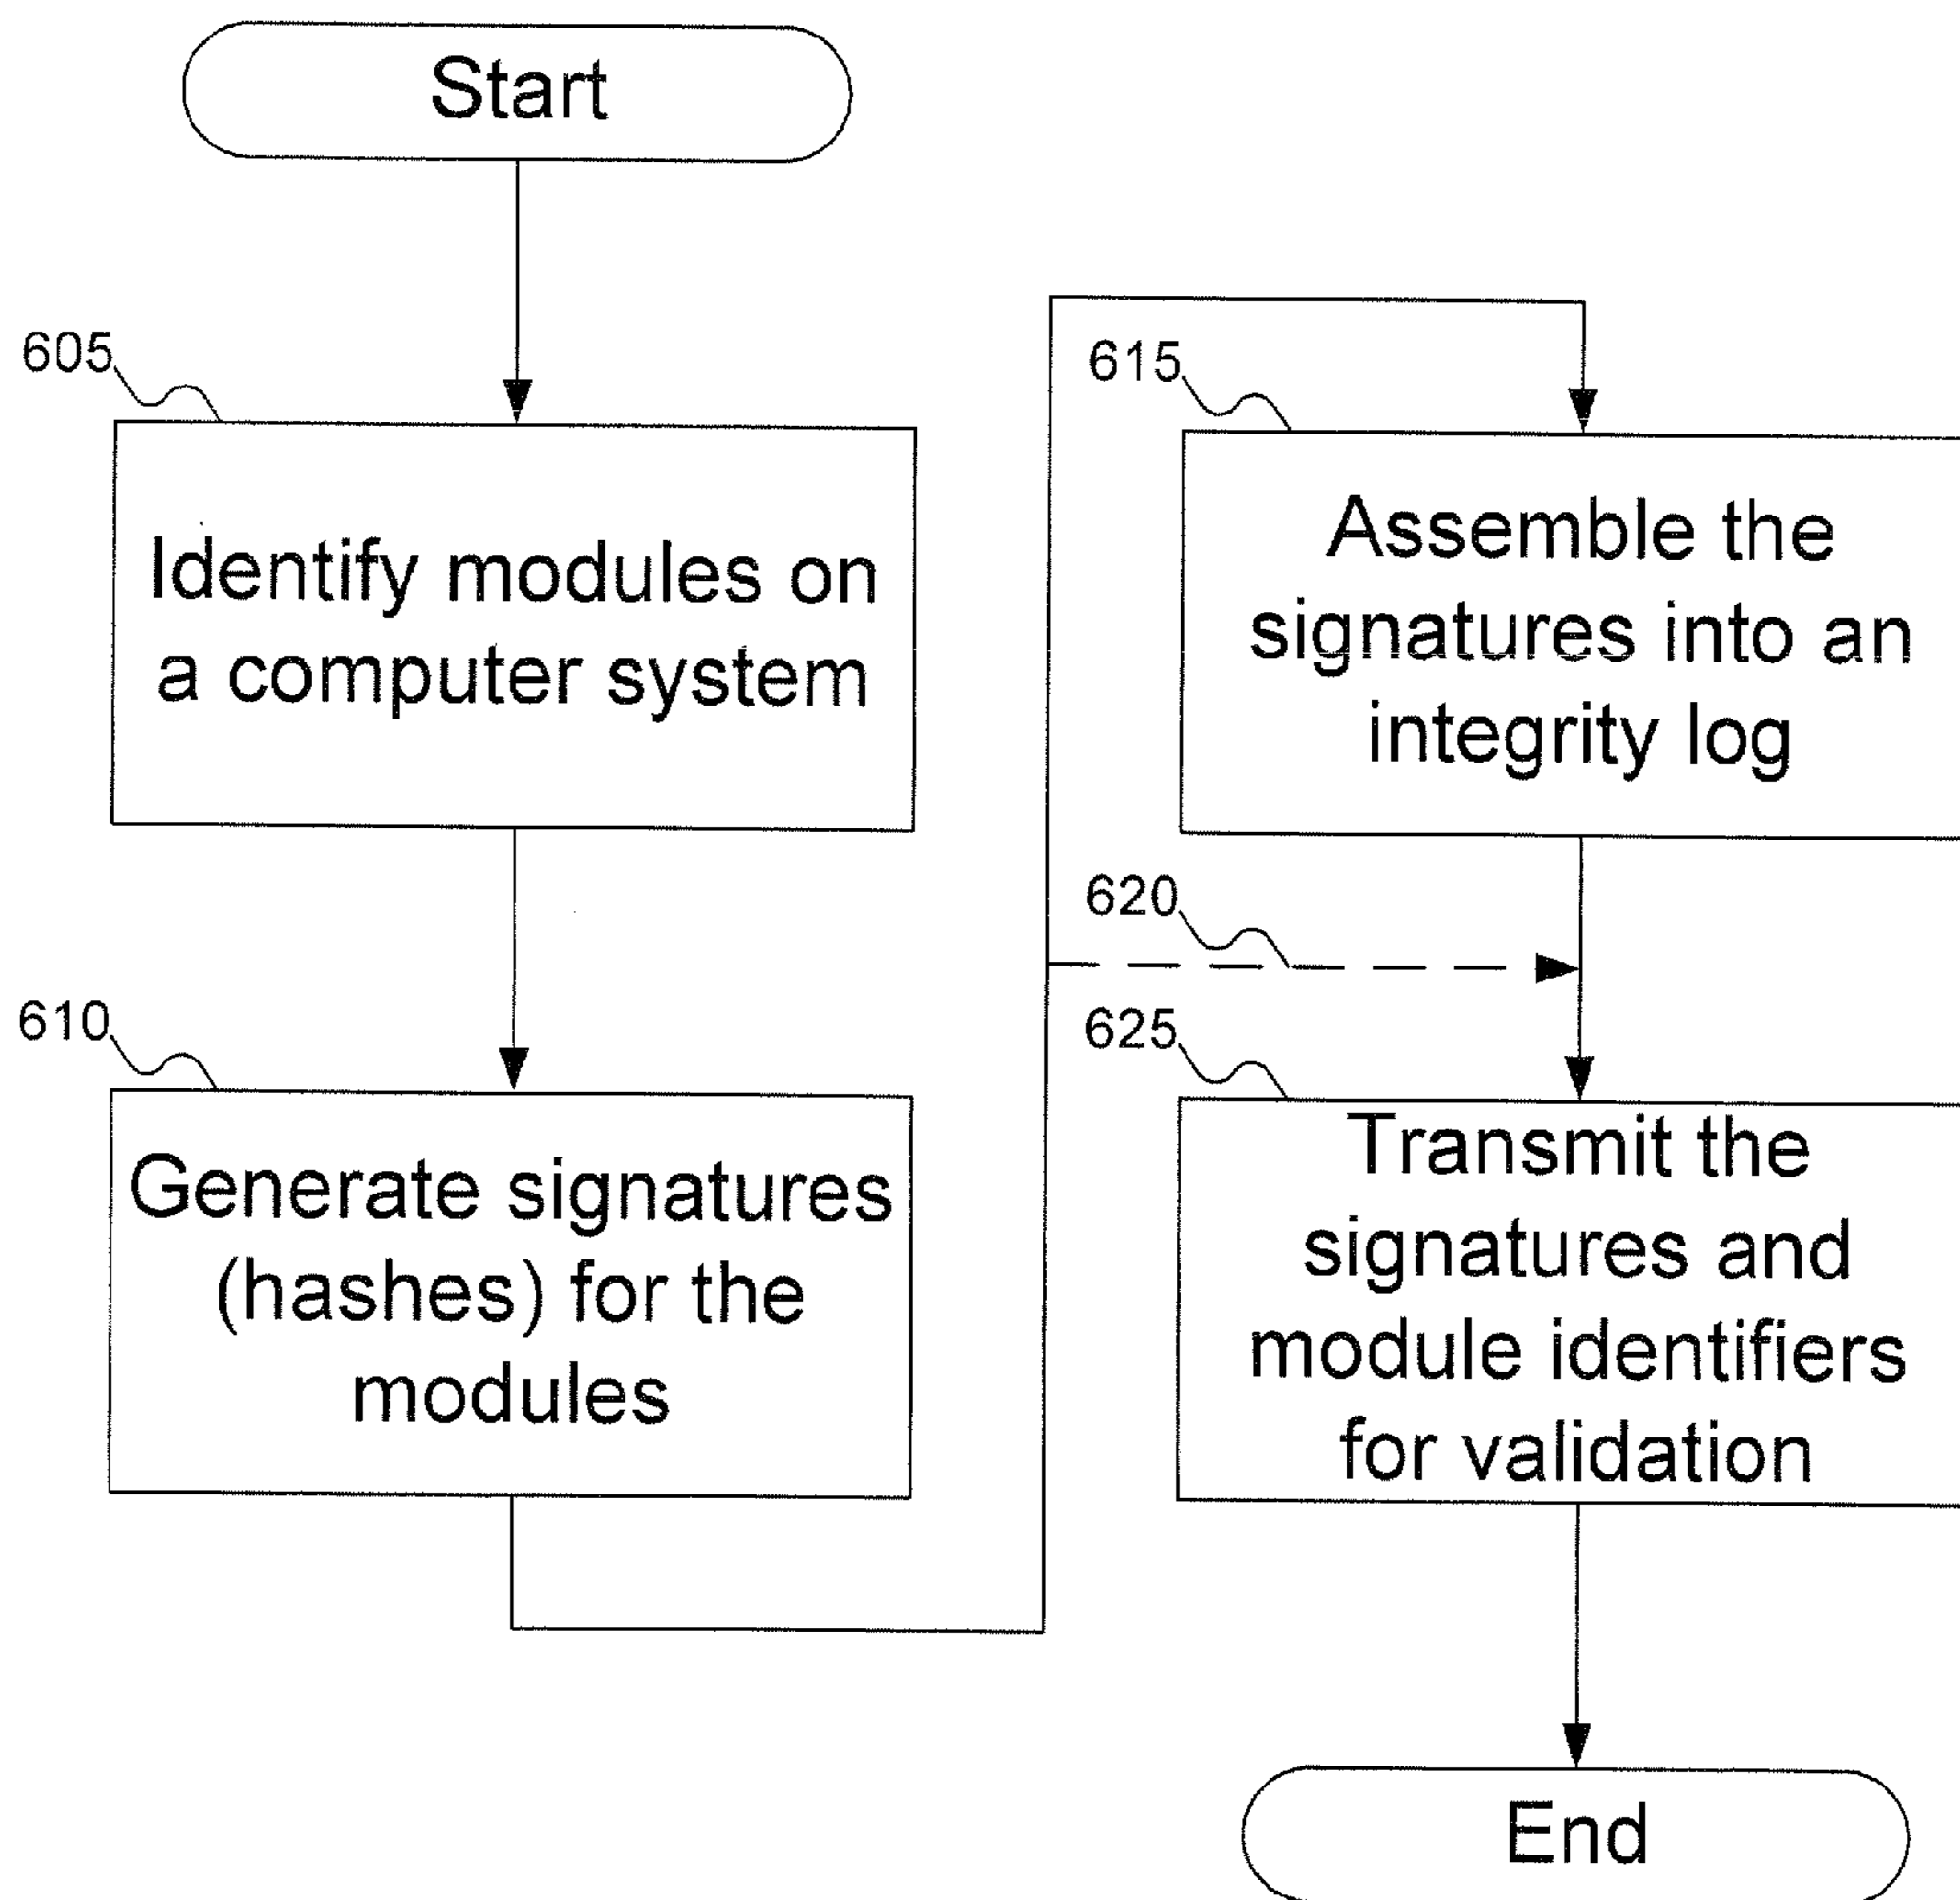 Start
605
Identify modules on
a computer system
610
Generate signatures
(hashes) for the
modules
615
Assemble the
signatures into an
integrity log
620
625
Transmit the
signatures and
module identifiers
for validation
End